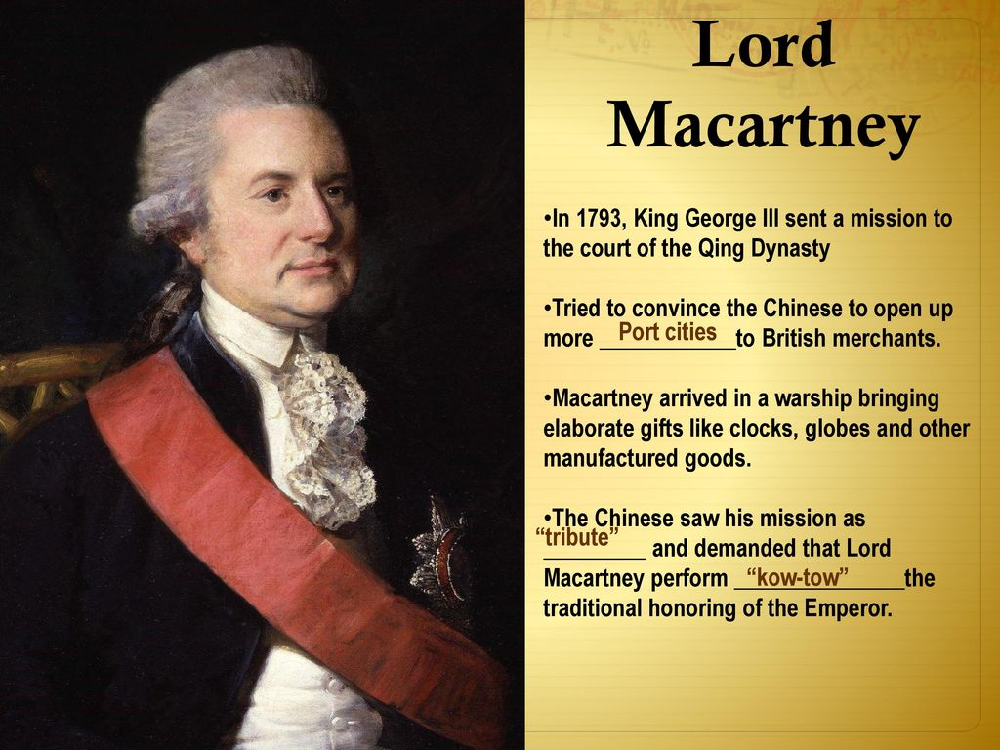 Lord
Macartney
•In 1793, King George III sent a mission to
the court of the Qing Dynasty
•Tried to convince the Chinese to open up
more ___________ Port cities to British merchants.
•Macartney arrived in a warship bringing
elaborate gifts like clocks, globes and other
manufactured goods.
•The Chinese saw his mission as
“tribute” ________ and demanded that Lord
Macartney perform _____________ “kow-tow” the
traditional honoring of the Emperor.